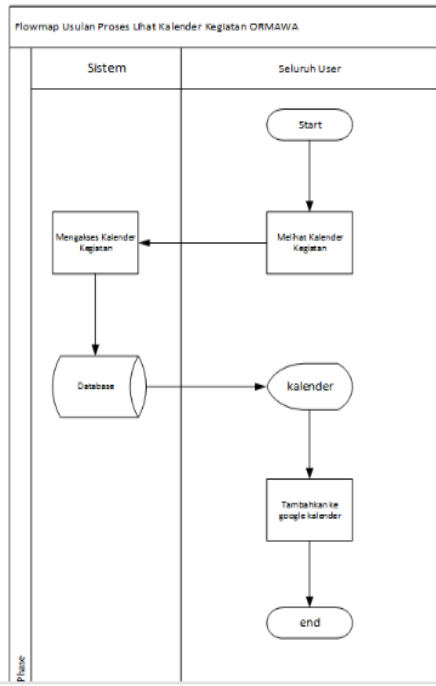 Flowmap Usulan Proses Lihat Kalender Kegiatan ORMAWA
Sistem
Seluruh User
Start
Mengakses Kalender
Kegiatan
Melihat Kalender
Kegiatan
Database
kalender
Tambahkan ke
google kalender
end
Phase